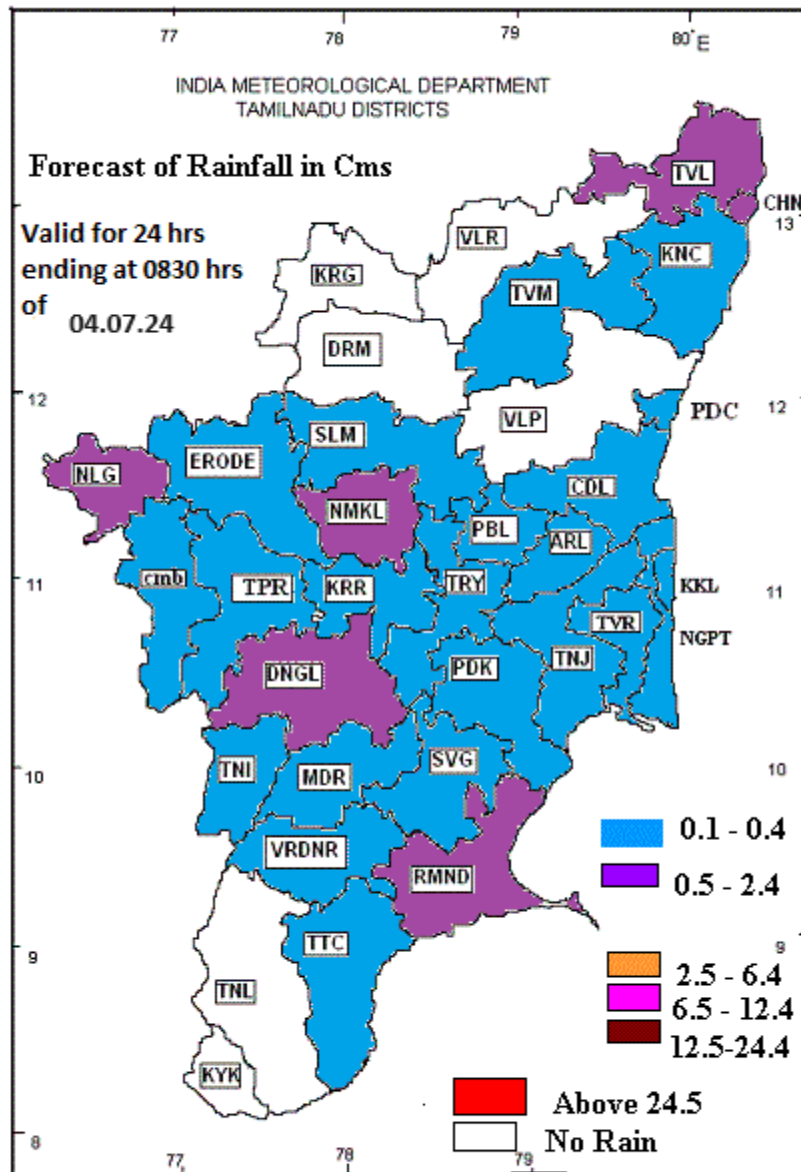 77 78 79 80°E
INDIA METEOROLOGICAL DEPARTMENT
TAMILNADU DISTRICTS
Forecast of Rainfall in Cms
TVL
CHN
13
Valid for 24 hrs
ending at 0830 hrs
of
04.07.24
VLR
KNC
KRG
TVM
DRM
12
12
PDC
VLP
SLM
ERODE
NLG
CDL
NMKL
PBL
ARL
11
cmb
TPR
KRR
TRY
KKL
11
TVR
NGPT
DNGL
PDK
TNJ
10
TNI
MDR
SVG
10
0.1 - 0.4
VRDNR
RMND
0.5 - 2.4
9
TTC
9
2.5 - 6.4
TNL
6.5 - 12.4
12.5-24.4
KYK
Above 24.5
No Rain
8
77 78 79